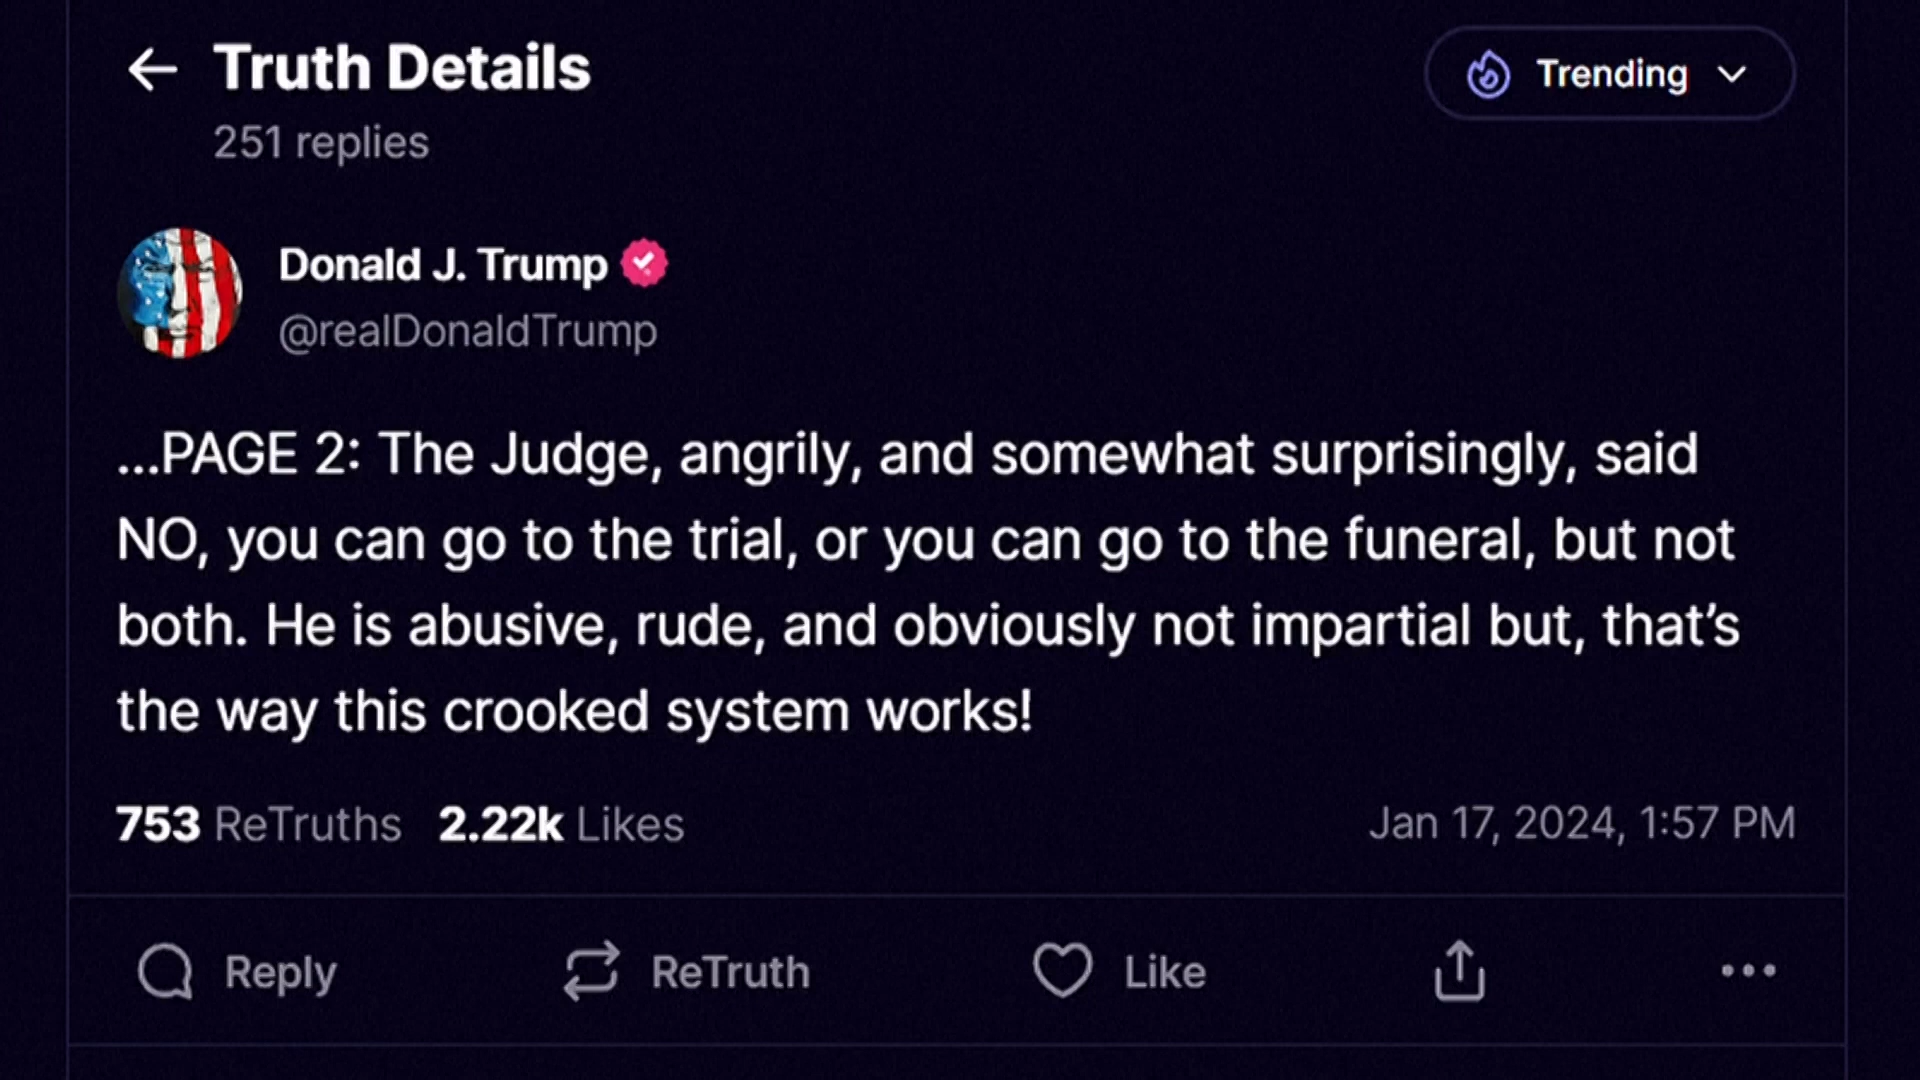 Truth Details
Trending
251 replies
Donald J. Trump
@realDonaldTrump
...PAGE 2: The Judge, angrily, and somewhat surprisingly, said
NO, you can go to the trial, or you can go to the funeral, but not
both. He is abusive, rude, and obviously not impartial but, that’s
the way this crooked system works!
753 ReTruths 2.22k Likes
Jan 17, 2024, 1:57 PM
Reply ReTruth Like